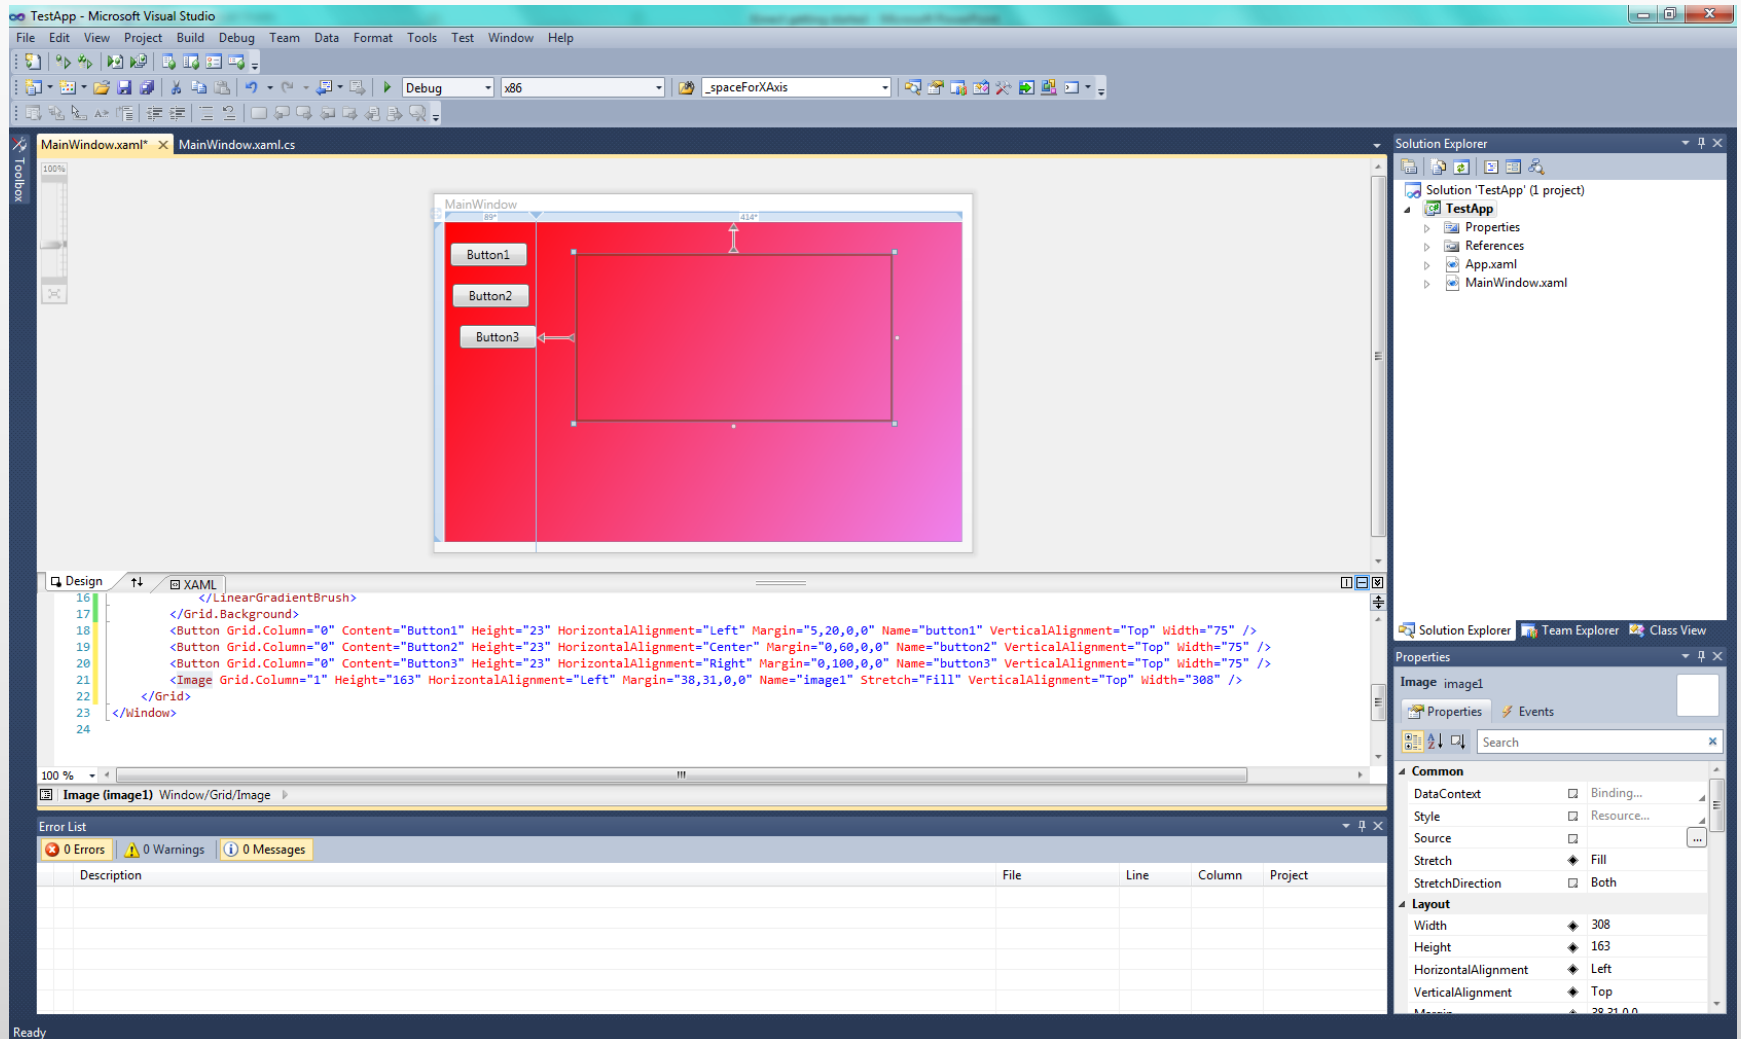 TestApp - Microsoft Visual Studio
File Edit View Project Build Debug Team Data Format Tools Test Window Help
Debug x86 _spaceForXAxis
Toolbox
MainWindow.xaml* MainWindow.xaml.cs
100%
MainWindow
89* 414*
Button1
Button2
Button3
Design XAML
16 </LinearGradientBrush>
17 </Grid.Background>
18 <Button Grid.Column="0" Content="Button1" Height="23" HorizontalAlignment="Left" Margin="5,20,0,0" Name="button1" VerticalAlignment="Top" Width="75" />
19 <Button Grid.Column="0" Content="Button2" Height="23" HorizontalAlignment="Center" Margin="0,60,0,0" Name="button2" VerticalAlignment="Top" Width="75" />
20 <Button Grid.Column="0" Content="Button3" Height="23" HorizontalAlignment="Right" Margin="0,100,0,0" Name="button3" VerticalAlignment="Top" Width="75" />
21 <Image Grid.Column="1" Height="163" HorizontalAlignment="Left" Margin="38,31,0,0" Name="image1" Stretch="Fill" VerticalAlignment="Top" Width="308" />
22 </Grid>
23 </Window>
24
100 %
Image (image1) Window/Grid/Image
Error List
0 Errors 0 Warnings 0 Messages
Description File Line Column Project
Ready
Solution Explorer
Solution 'TestApp' (1 project)
TestApp
Properties
References
App.xaml
MainWindow.xaml
Solution Explorer Team Explorer Class View
Properties
Image image1
Properties Events
Search
Common
DataContext Binding...
Style Resource...
Source ...
Stretch Fill
StretchDirection Both
Layout
Width 308
Height 163
HorizontalAlignment Left
VerticalAlignment Top
Margin 38,31,0,0